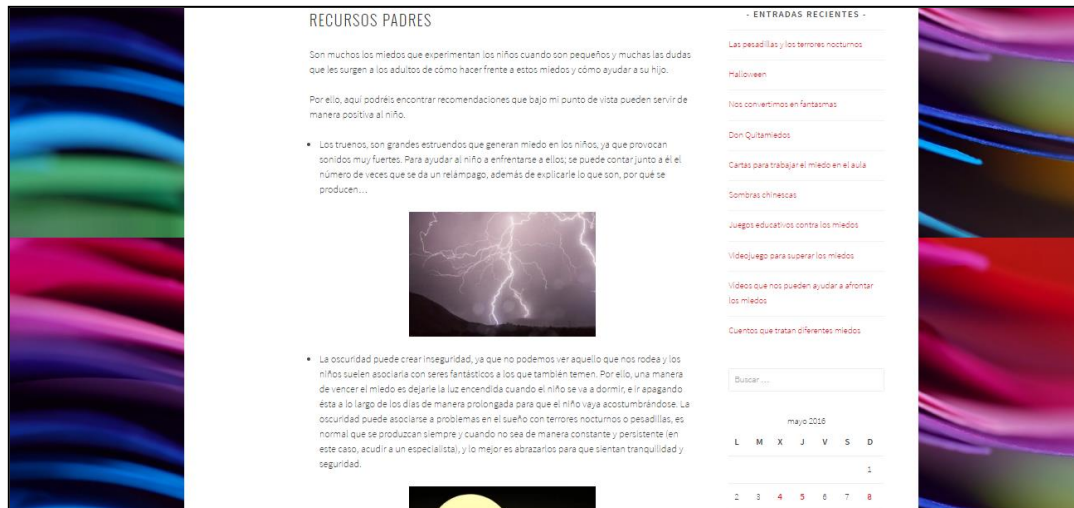 RECURSOS PADRES
Son muchos los miedos que experimentan los niños cuando son pequeños y muchas las dudas
que les surgen a los adultos de cómo hacer frente a estos miedos y cómo ayudar a su hijo.
Por ello, aquí podréis encontrar recomendaciones que bajo mi punto de vista pueden servir de
manera positiva al niño.
• Los truenos, son grandes estruendos que generan miedo en los niños, ya que provocan
sonidos muy fuertes. Para ayudar al niño a enfrentarse a ellos; se puede contar junto a él el
número de veces que se da un relámpago, además de explicarle lo que son, por qué se
producen…
• La oscuridad puede crear inseguridad, ya que no podemos ver aquello que nos rodea y los
niños suelen asociarla con seres fantásticos a los que también temen. Por ello, una manera
de vencer el miedo es dejarle la luz encendida cuando el niño se va a dormir, e ir apagando
ésta a lo largo de los días de manera prolongada para que el niño vaya acostumbrándose. La
oscuridad puede asociarse a problemas en el sueño con terrores nocturnos o pesadillas, es
normal que se produzcan siempre y cuando no sea de manera constante y persistente (en
este caso, acudir a un especialista), y lo mejor es abrazarlos para que sientan tranquilidad y
seguridad.
- ENTRADAS RECIENTES -
Las pesadillas y los terrores nocturnos
Halloween
Nos convertimos en fantasmas
Don Quitamiedos
Cartas para trabajar el miedo en el aula
Sombras chinescas
Juegos educativos contra los miedos
Videojuego para superar los miedos
Videos que nos pueden ayudar a afrontar
los miedos
Cuentos que tratan diferentes miedos
Buscar …
mayo 2016
L M X J V S D
1
2 3 4 5 6 7 8